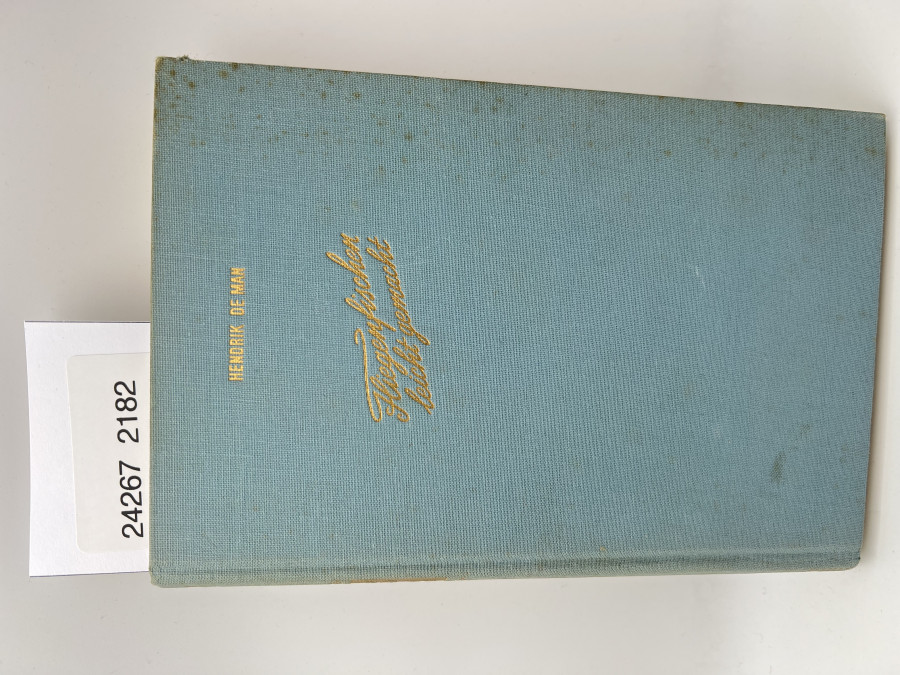 24267 2182
HENDRIK DE MAN
Fliegenfischen
leicht gemacht